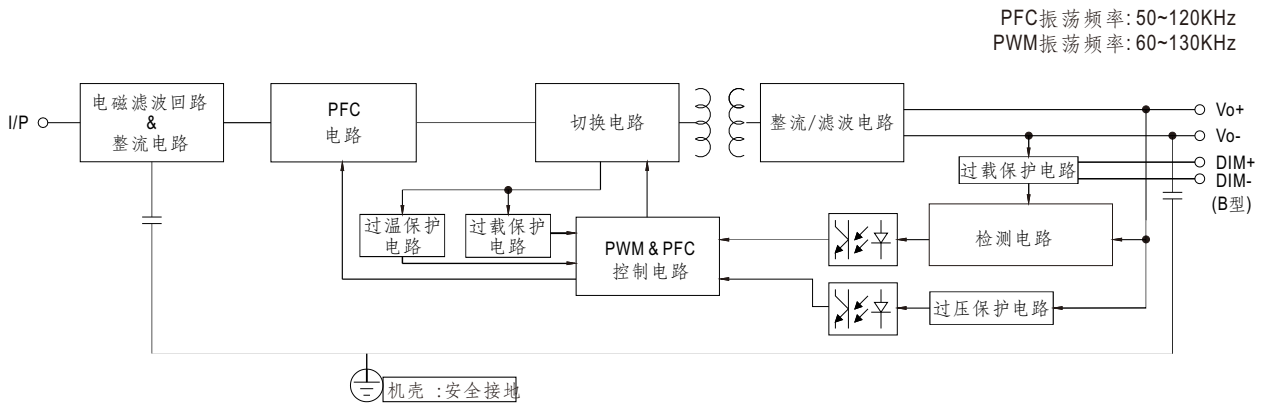 PFC振荡频率: 50~120KHz
PWM振荡频率: 60~130KHz
I/P
电磁滤波回路
&
整流电路
PFC
电路
切换电路
整流/滤波电路
Vo+
Vo-
DIM+
DIM-
(B型)
过载保护电路
过温保护
电路
过载保护
电路
PWM & PFC
控制电路
检测电路
过压保护电路
机壳 :安全接地